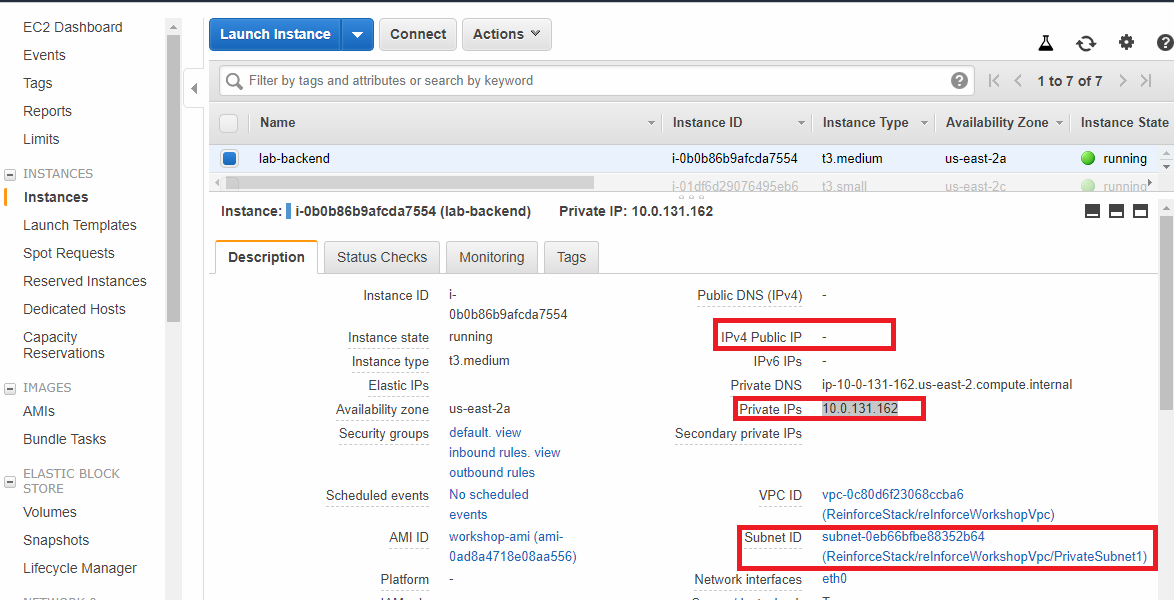 EC2 Dashboard
Events
Tags
Reports
Limits
INSTANCES
Instances
Launch Templates
Spot Requests
Reserved Instances
Dedicated Hosts
Capacity
Reservations
IMAGES
AMIs
Bundle Tasks
ELASTIC BLOCK
STORE
Volumes
Snapshots
Lifecycle Manager
Launch Instance Connect Actions
Filter by tags and attributes or search by keyword 1 to 7 of 7
Name Instance ID Instance Type Availability Zone Instance State
lab-backend i-0b0b86b9afcda7554 t3.medium us-east-2a running
i-01df6d29076495eb6 t3.small us-east-2c running
Instance: i-0b0b86b9afcda7554 (lab-backend) Private IP: 10.0.131.162
Description Status Checks Monitoring Tags
Instance ID i-
0b0b86b9afcda7554
Instance state running
Instance type t3.medium
Elastic IPs
Availability zone us-east-2a
Security groups default. view
inbound rules. view
outbound rules
Scheduled events No scheduled
events
AMI ID workshop-ami (ami-
0ad8a4718e08aa556)
Platform -
Public DNS (IPv4) -
IPv4 Public IP -
IPv6 IPs -
Private DNS ip-10-0-131-162.us-east-2.compute.internal
Private IPs 10.0.131.162
Secondary private IPs
VPC ID vpc-0c80d6f23068ccba6
(ReinforceStack/reInforceWorkshopVpc)
Subnet ID subnet-0eb66bfbe88352b64
(ReinforceStack/reInforceWorkshopVpc/PrivateSubnet1)
Network interfaces eth0